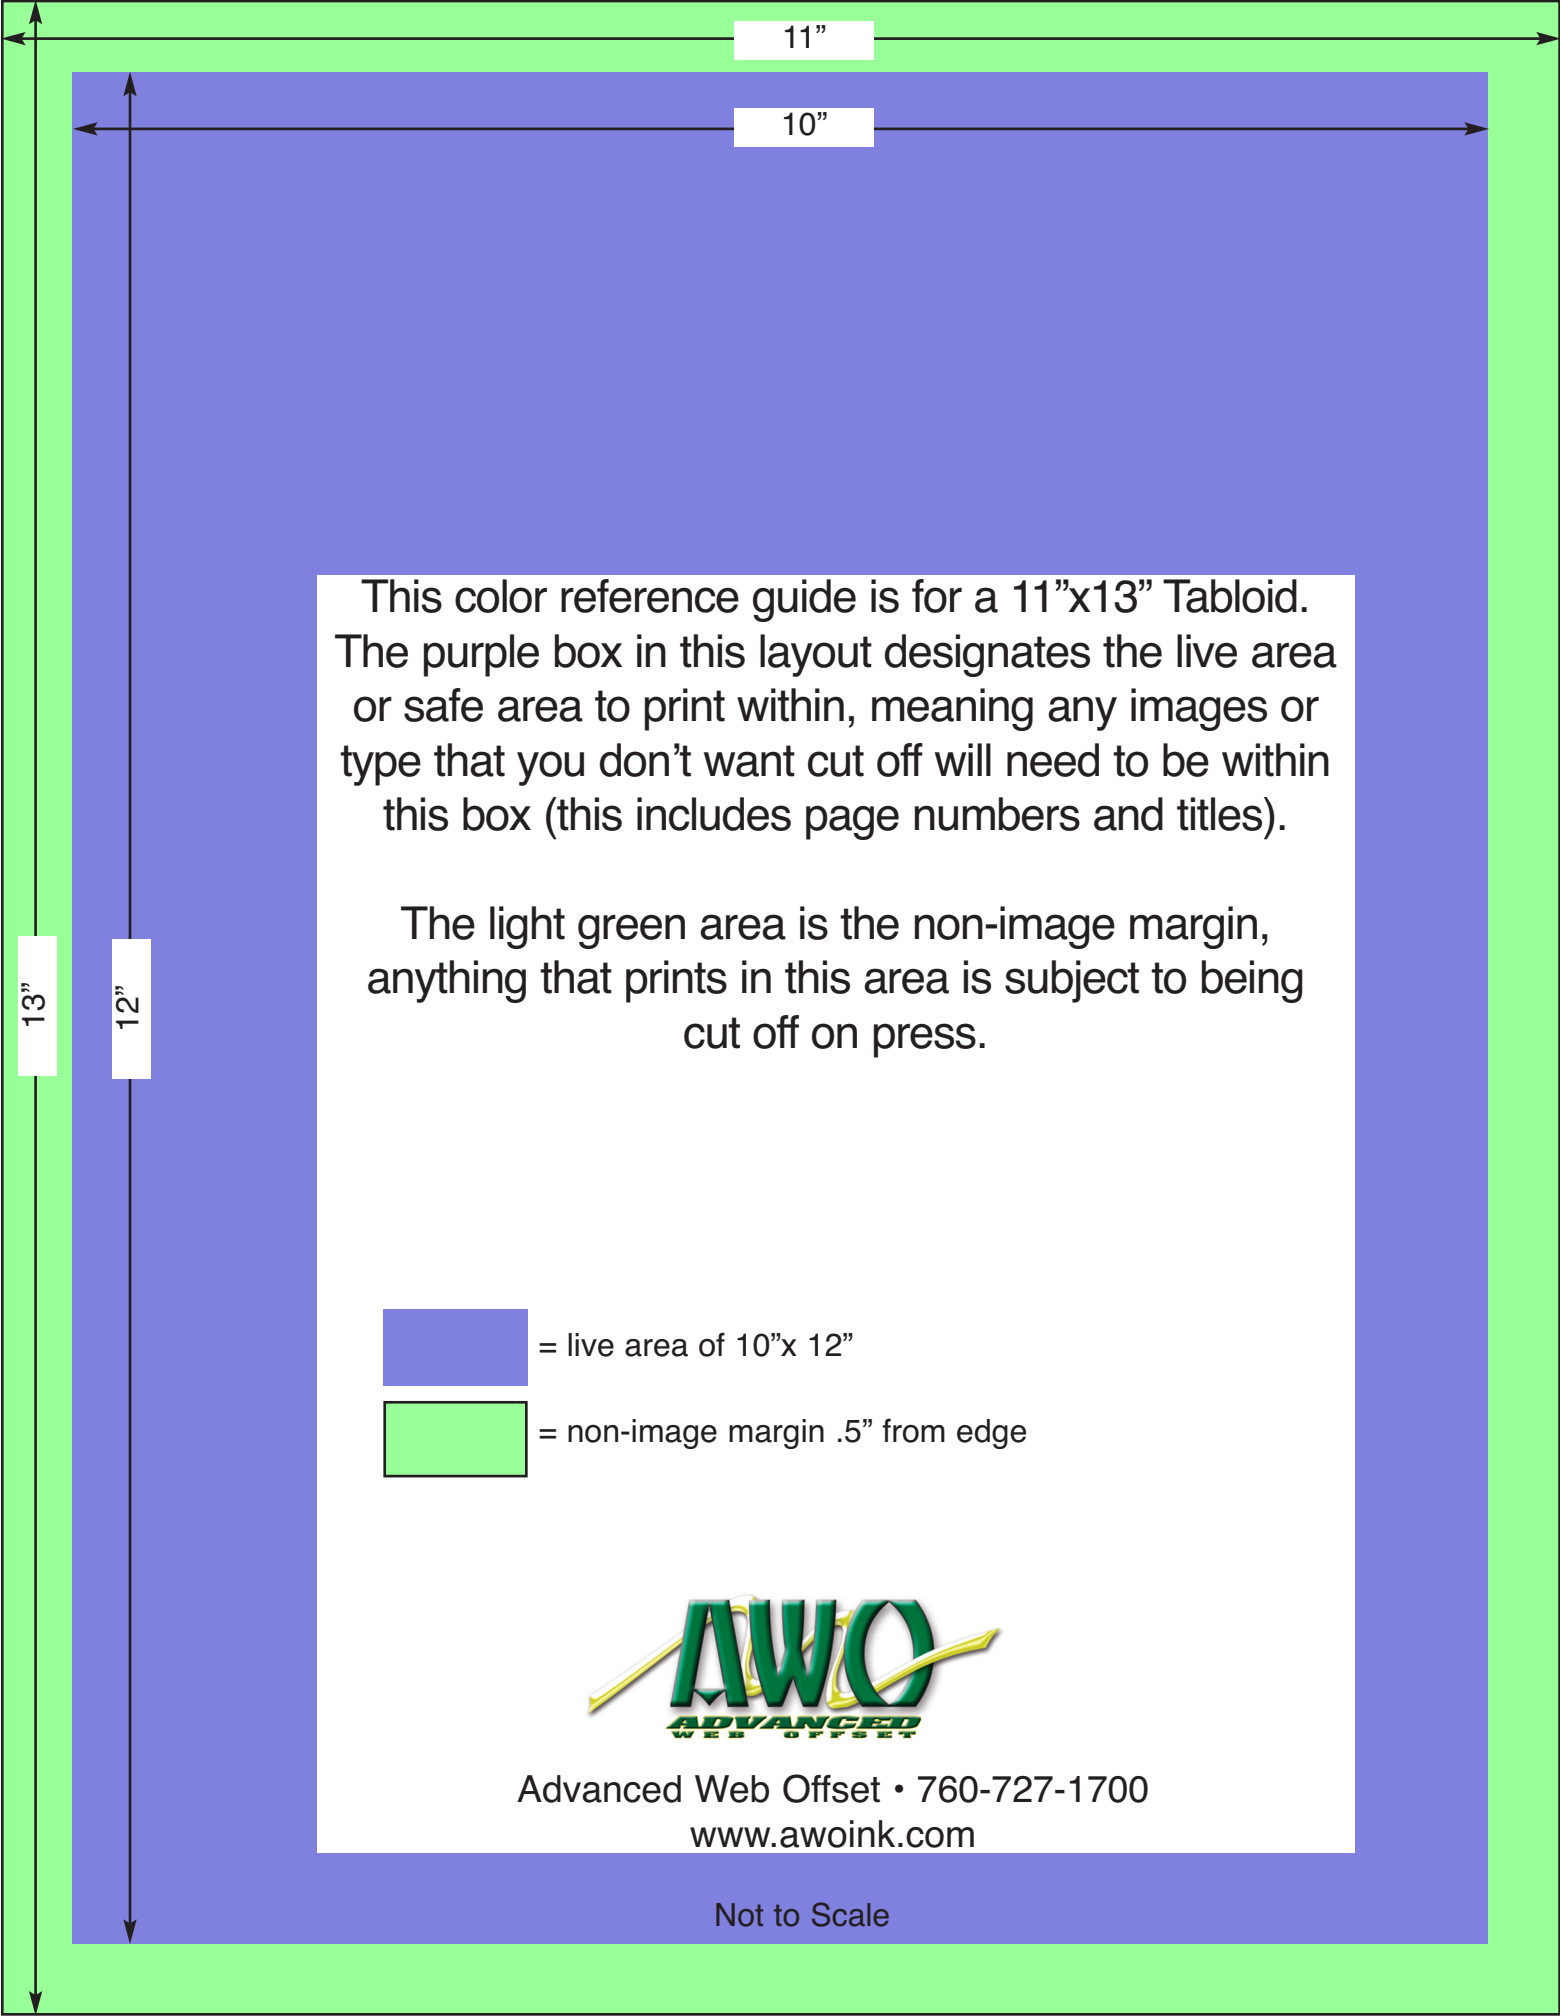 11”
10”
This color reference guide is for a 11”x13” Tabloid.
The purple box in this layout designates the live area
or safe area to print within, meaning any images or
type that you don’t want cut off will need to be within
this box (this includes page numbers and titles).
The light green area is the non-image margin,
anything that prints in this area is subject to being
cut off on press.
13”
12”
= live area of 10”x 12”
= non-image margin .5” from edge
AWO
ADVANCED
WEB OFFSET
Advanced Web Offset • 760-727-1700
www.awoink.com
Not to Scale